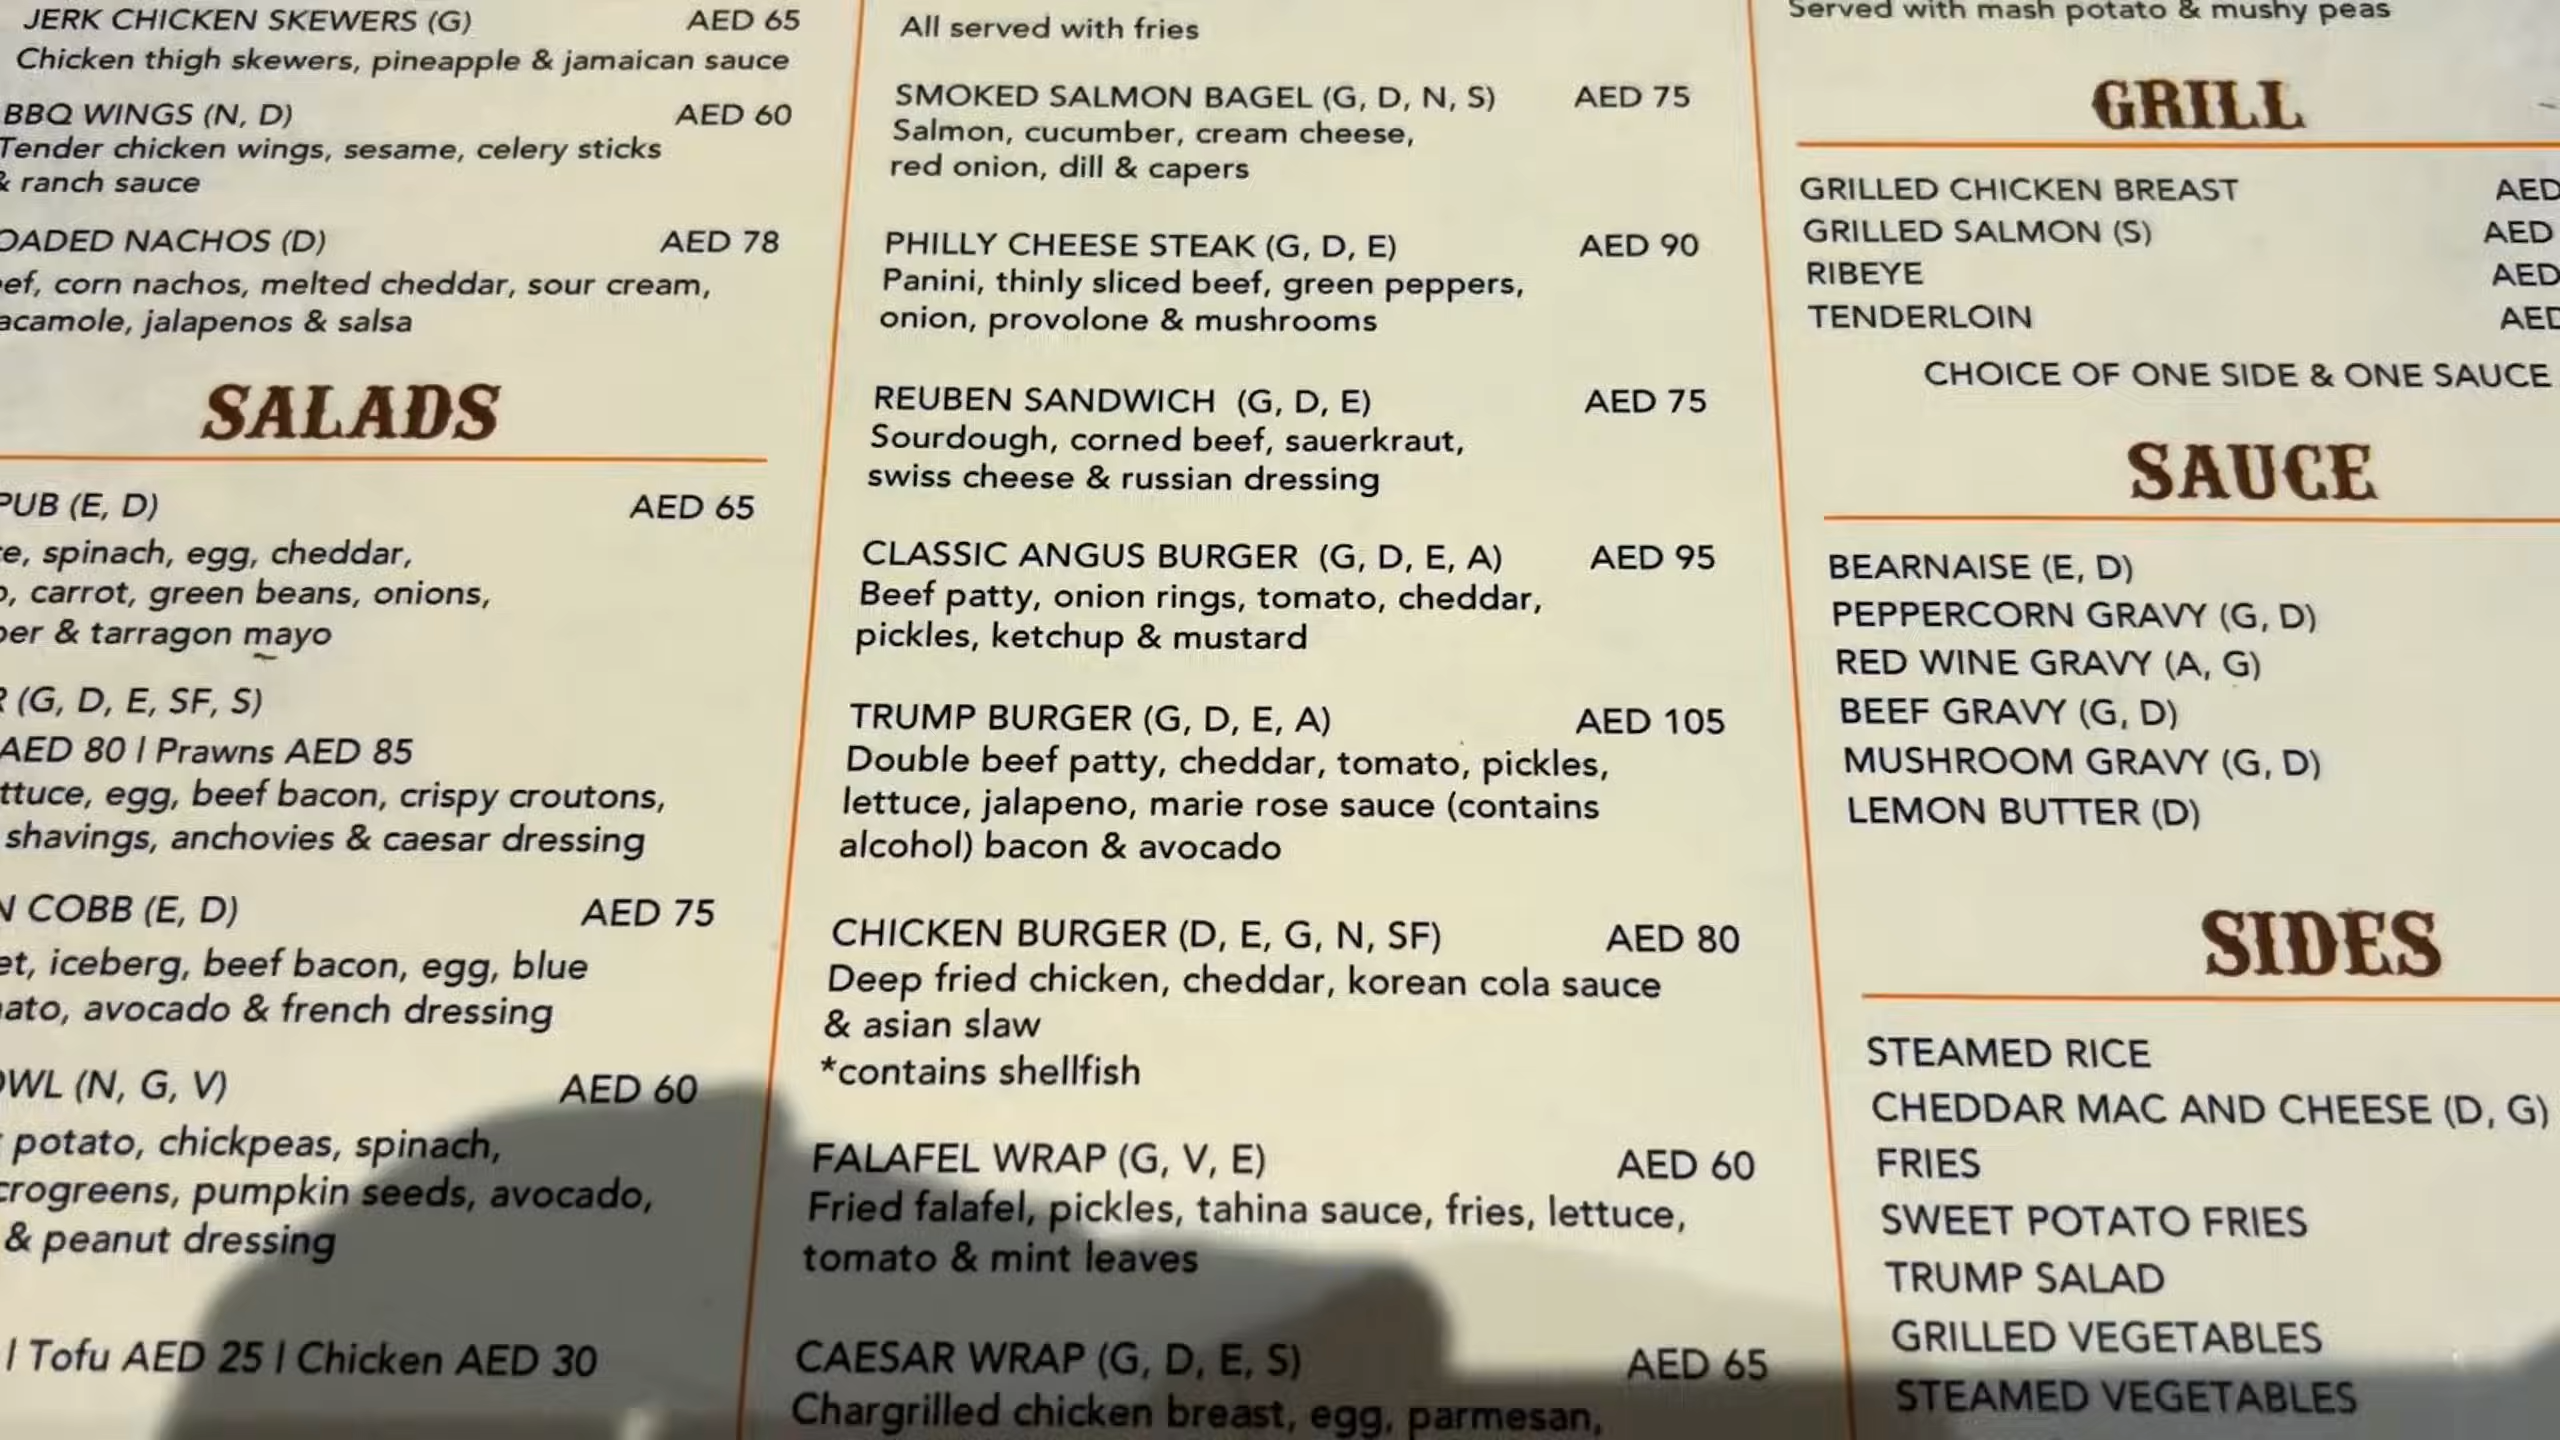 JERK CHICKEN SKEWERS (G) AED 65
Chicken thigh skewers, pineapple & jamaican sauce
BBQ WINGS (N, D) AED 60
Tender chicken wings, sesame, celery sticks
& ranch sauce
NACHOS (D) AED 78
corn nachos, melted cheddar, sour cream,
jalapenos & salsa
SALADS
PUB (E, D) AED 65
spinach, egg, cheddar,
carrot, green beans, onions,
& tarragon mayo
(G, D, E, SF, S)
AED 80 | Prawns AED 85
egg, beef bacon, crispy croutons,
shavings, anchovies & caesar dressing
COBB (E, D) AED 75
iceberg, beef bacon, egg, blue
avocado & french dressing
(N, G, V) AED 60
potato, chickpeas, spinach,
pumpkin seeds, avocado,
& peanut dressing
| Tofu AED 25 | Chicken AED 30
All served with fries
SMOKED SALMON BAGEL (G, D, N, S) AED 75
Salmon, cucumber, cream cheese,
red onion, dill & capers
PHILLY CHEESE STEAK (G, D, E) AED 90
Panini, thinly sliced beef, green peppers,
onion, provolone & mushrooms
REUBEN SANDWICH (G, D, E) AED 75
Sourdough, corned beef, sauerkraut,
swiss cheese & russian dressing
CLASSIC ANGUS BURGER (G, D, E, A) AED 95
Beef patty, onion rings, tomato, cheddar,
pickles, ketchup & mustard
TRUMP BURGER (G, D, E, A) AED 105
Double beef patty, cheddar, tomato, pickles,
lettuce, jalapeno, marie rose sauce (contains
alcohol) bacon & avocado
CHICKEN BURGER (D, E, G, N, SF) AED 80
Deep fried chicken, cheddar, korean cola sauce
& asian slaw
*contains shellfish
FALAFEL WRAP (G, V, E) AED 60
Fried falafel, pickles, tahina sauce, fries, lettuce,
tomato & mint leaves
CAESAR WRAP (G, D, E, S) AED 65
Chargrilled chicken breast, egg, parmesan,
Served with mash potato & mushy peas
GRILL
GRILLED CHICKEN BREAST AED
GRILLED SALMON (S) AED
RIBEYE AED
TENDERLOIN AED
CHOICE OF ONE SIDE & ONE SAUCE
SAUCE
BEARNAISE (E, D)
PEPPERCORN GRAVY (G, D)
RED WINE GRAVY (A, G)
BEEF GRAVY (G, D)
MUSHROOM GRAVY (G, D)
LEMON BUTTER (D)
SIDES
STEAMED RICE
CHEDDAR MAC AND CHEESE (D, G)
FRIES
SWEET POTATO FRIES
TRUMP SALAD
GRILLED VEGETABLES
STEAMED VEGETABLES